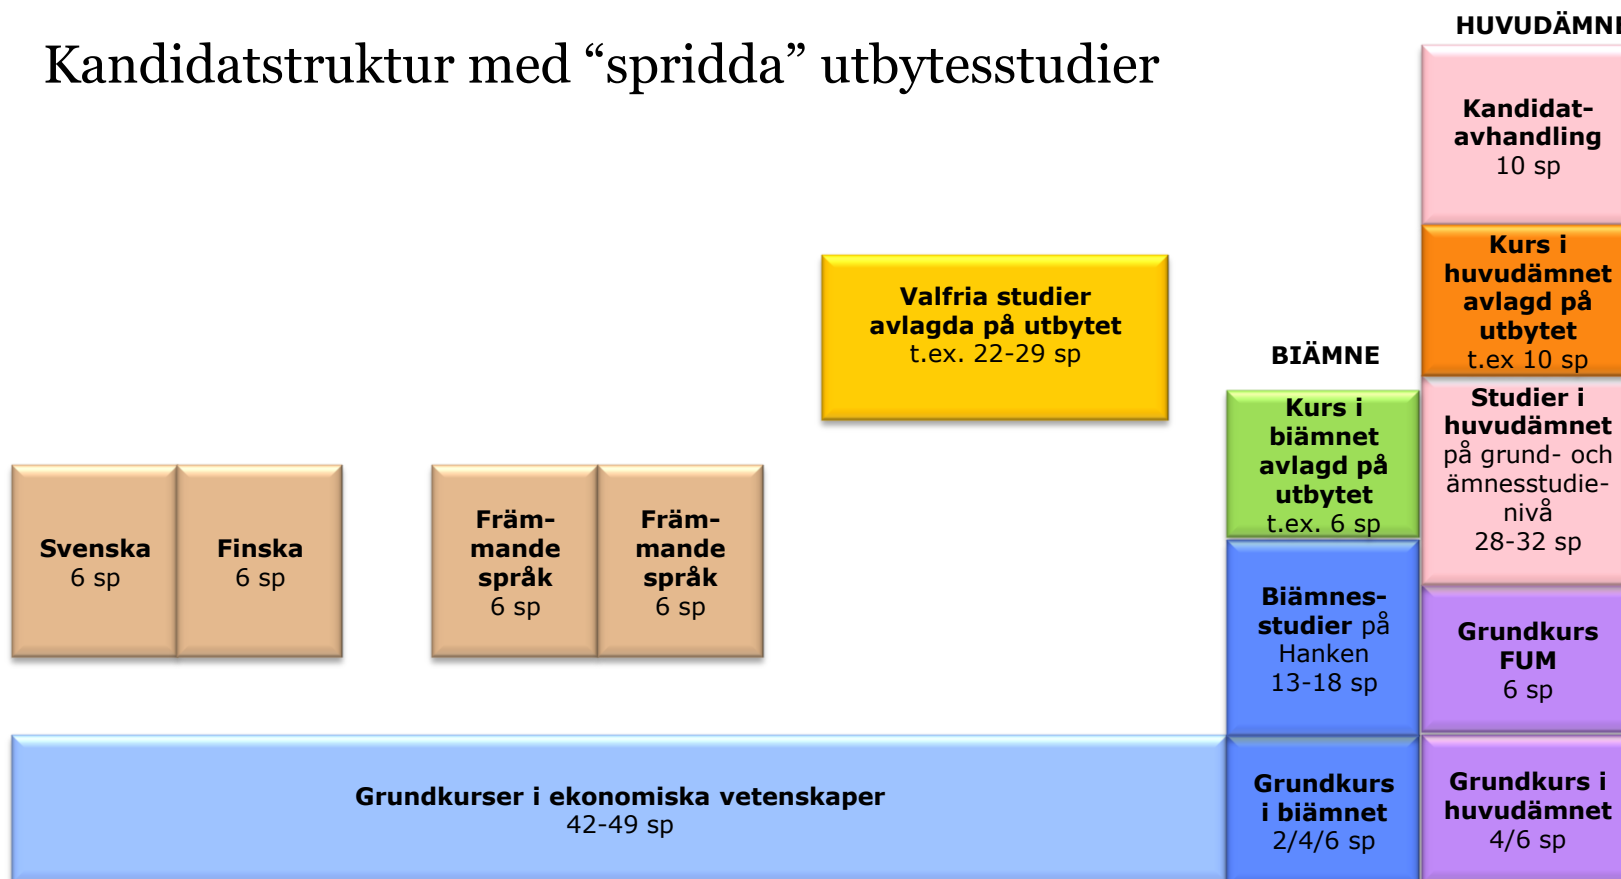 Kandidatstruktur med “spridda” utbytesstudier
HUVUDÄMNE
Kandidat-
avhandling
10 sp
Kurs i
huvudämnet
avlagd på
utbytet
t.ex 10 sp
Valfria studier
avlagda på utbytet
t.ex. 22-29 sp
BIÄMNE
Kurs i
biämnet
avlagd på
utbytet
t.ex. 6 sp
Studier i
huvudämnet
på grund- och
ämnesstudie-
nivå
28-32 sp
Svenska
6 sp
Finska
6 sp
Främ-
mande
språk
6 sp
Främ-
mande
språk
6 sp
Biämnes-
studier på
Hanken
13-18 sp
Grundkurs
FUM
6 sp
Grundkurser i ekonomiska vetenskaper
42-49 sp
Grundkurs
i biämnet
2/4/6 sp
Grundkurs i
huvudämnet
4/6 sp